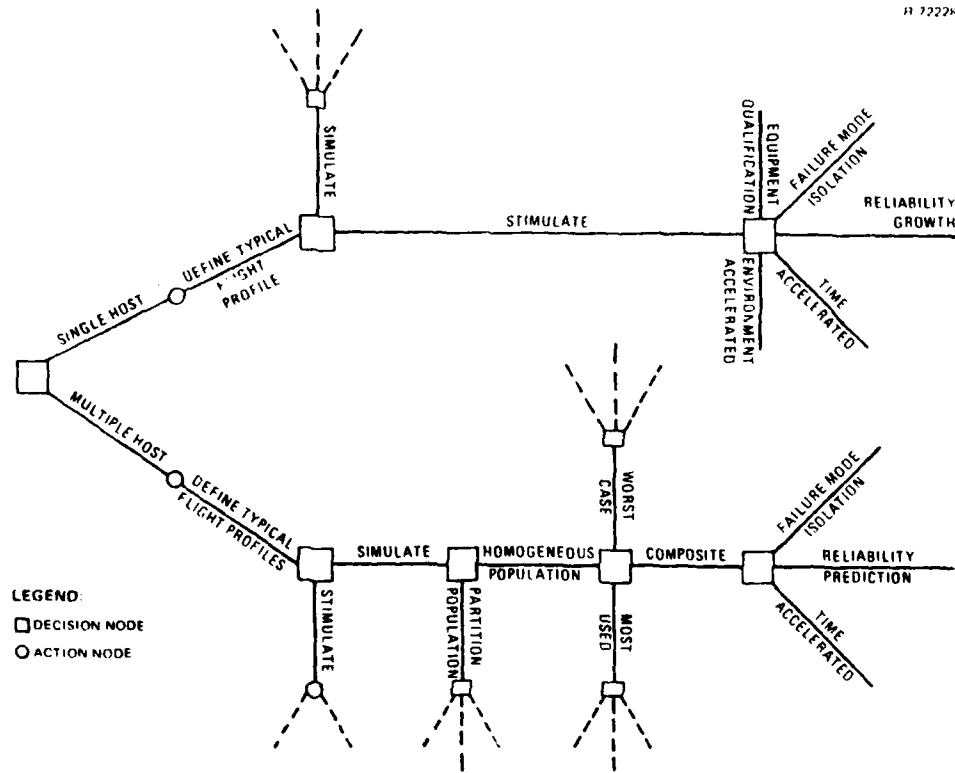 SIMULATE
EQUIPMENT
QUALIFICATION
FAILURE MODE
ISOLATION
STIMULATE
RELIABILITY
GROWTH
DEFINE TYPICAL
PROFILE
SINGLE HOST
ENVIRONMENT
ACCELERATED
TIME
ACCELERATED
MULTIPLE HOST
DEFINE TYPICAL
FLIGHT PROFILES
WORST
CASE
FAILURE MODE
ISOLATION
SIMULATE
HOMOGENEOUS
POPULATION
COMPOSITE
RELIABILITY
PREDICTION
STIMULATE
PARTITION
POPULATION
MOST
USED
TIME
ACCELERATED
LEGEND:
DECISION NODE
ACTION NODE